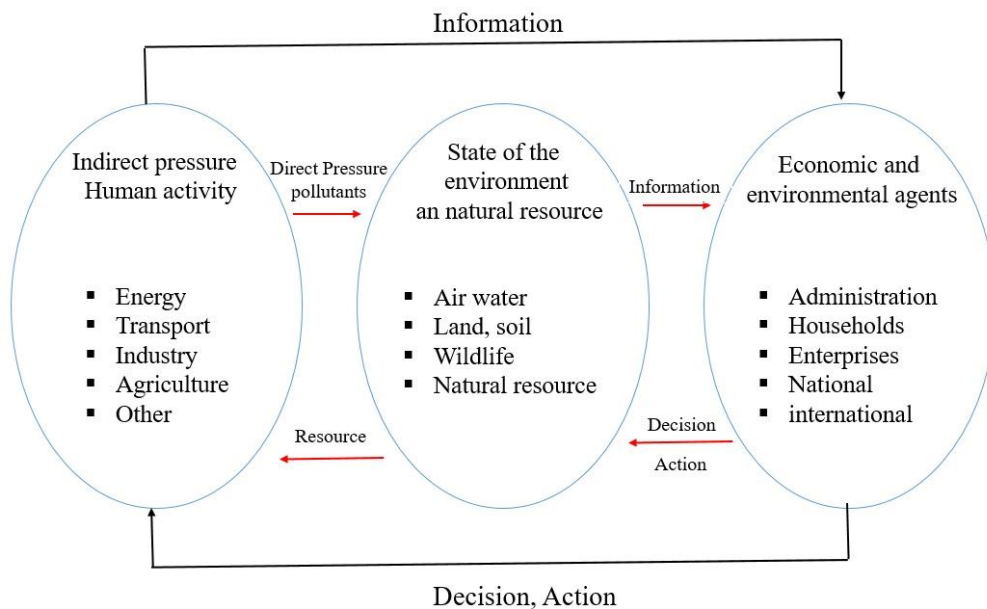 Information
Indirect pressure
Human activity
▪ Energy
▪ Transport
▪ Industry
▪ Agriculture
▪ Other
Direct Pressure
pollutants
Resource
State of the
environment
an natural resource
▪ Air water
▪ Land, soil
▪ Wildlife
▪ Natural resource
Information
Decision
Action
Economic and
environmental agents
▪ Administration
▪ Households
▪ Enterprises
▪ National
▪ international
Decision, Action